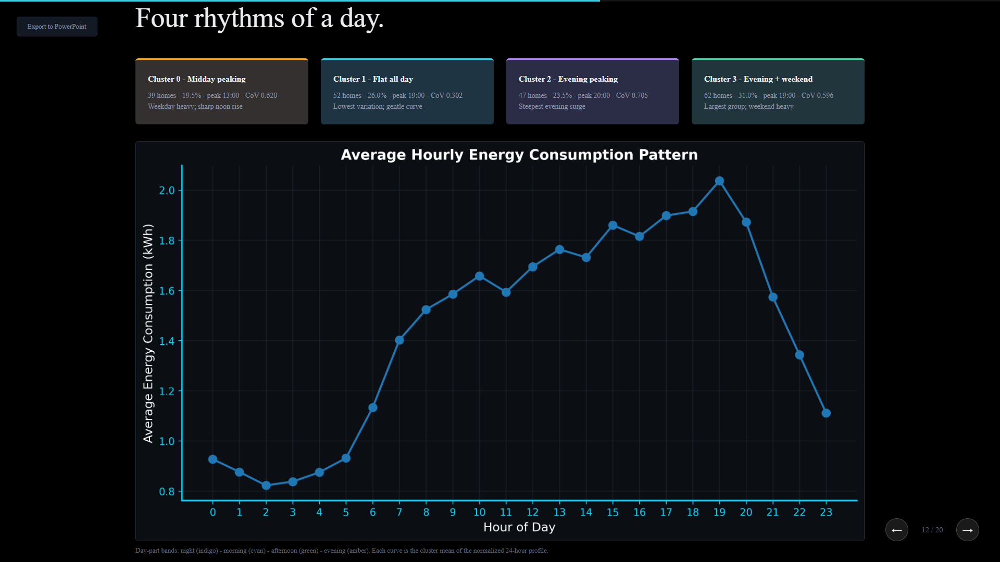 Export to PowerPoint
Four rhythms of a day.
Cluster 0 - Midday peaking
39 homes - 19.5% - peak 13:00 - CoV 0.620
Weekday heavy; sharp noon rise
Cluster 1 - Flat all day
52 homes - 26.0% - peak 19:00 - CoV 0.302
Lowest variation; gentle curve
Cluster 2 - Evening peaking
47 homes - 23.5% - peak 20:00 - CoV 0.705
Steepest evening surge
Cluster 3 - Evening + weekend
62 homes - 31.0% - peak 19:00 - CoV 0.596
Largest group; weekend heavy
Average Hourly Energy Consumption Pattern
Average Energy Consumption (kWh)
2.0
1.8
1.6
1.4
1.2
1.0
0.8
0 1 2 3 4 5 6 7 8 9 10 11 12 13 14 15 16 17 18 19 20 21 22 23
Hour of Day
← 12 / 20 →
Day-part bands: night (indigo) - morning (cyan) - afternoon (green) - evening (amber). Each curve is the cluster mean of the normalized 24-hour profile.